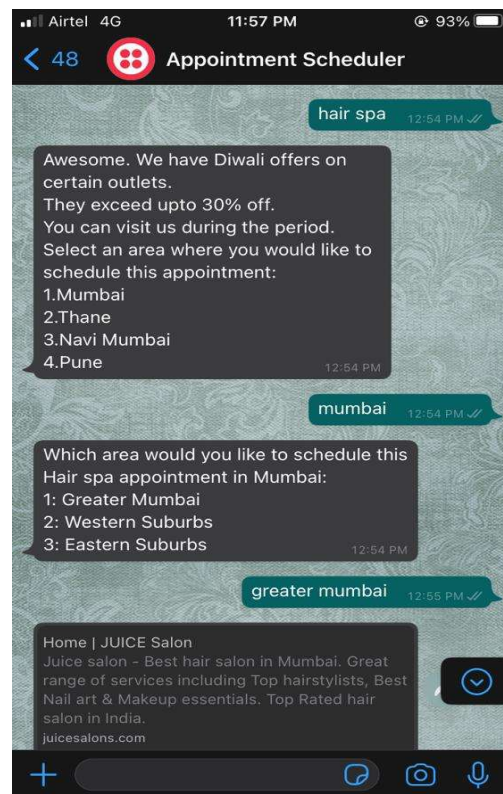 Airtel 4G 11:57 PM 93%
48 Appointment Scheduler
hair spa 12:54 PM
Awesome. We have Diwali offers on
certain outlets.
They exceed upto 30% off.
You can visit us during the period.
Select an area where you would like to
schedule this appointment:
1.Mumbai
2.Thane
3.Navi Mumbai
4.Pune 12:54 PM
mumbai 12:54 PM
Which area would you like to schedule this
Hair spa appointment in Mumbai:
1: Greater Mumbai
2: Western Suburbs
3: Eastern Suburbs 12:54 PM
greater mumbai 12:55 PM
Home | JUICE Salon
Juice salon - Best hair salon in Mumbai. Great
range of services including Top hairstylists, Best
Nail art & Makeup essentials. Top Rated hair
salon in India.
juicesalons.com